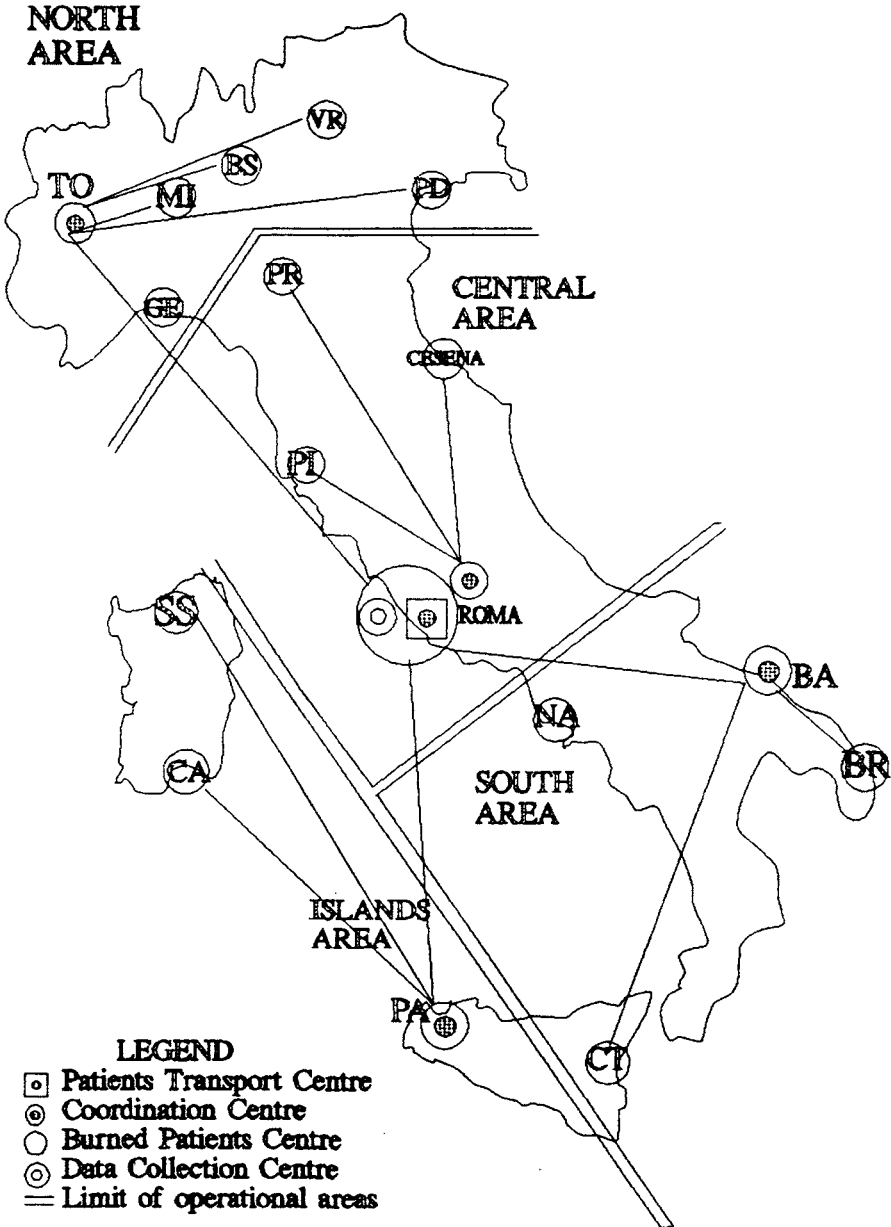 NORTH
AREA
VR
BS
TO
MI
PD
PR
CENTRAL
AREA
GE
CESENA
PI
SS
ROMA
BA
NA
CA
BR
SOUTH
AREA
ISLANDS
AREA
PA
CT
LEGEND
Patients Transport Centre
Coordination Centre
Burned Patients Centre
Data Collection Centre
Limit of operational areas